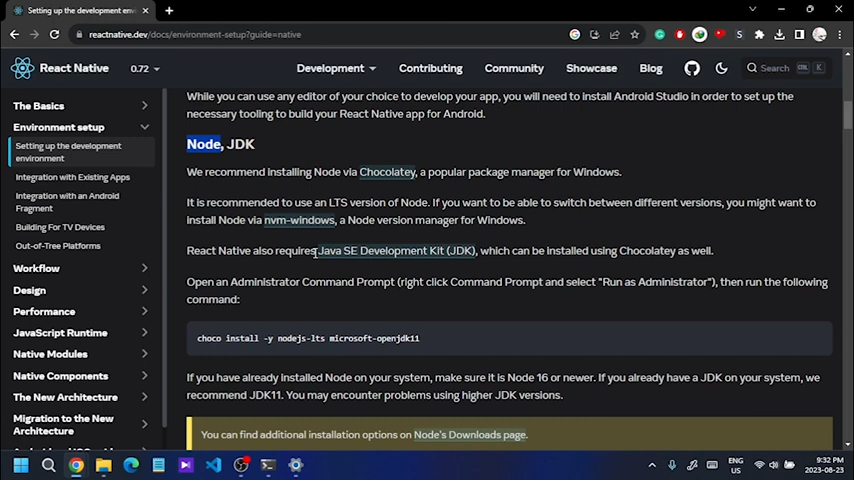 Setting up the development envi
reactnative.dev/docs/environment-setup?guide=native
React Native
0.72
Development
Contributing
Community
Showcase
Blog
Search
CTRL
K
The Basics
Environment setup
Setting up the development
environment
Integration with Existing Apps
Integration with an Android
Fragment
Building For TV Devices
Out-of-Tree Platforms
Workflow
Design
Performance
JavaScript Runtime
Native Modules
Native Components
The New Architecture
Migration to the New
Architecture
While you can use any editor of your choice to develop your app, you will need to install Android Studio in order to set up the
necessary tooling to build your React Native app for Android.
Node, JDK
We recommend installing Node via Chocolatey, a popular package manager for Windows.
It is recommended to use an LTS version of Node. If you want to be able to switch between different versions, you might want to
install Node via nvm-windows, a Node version manager for Windows.
React Native also requires Java SE Development Kit (JDK), which can be installed using Chocolatey as well.
Open an Administrator Command Prompt (right click Command Prompt and select "Run as Administrator"), then run the following
command:
choco install -y nodejs-lts microsoft-openjdk11
If you have already installed Node on your system, make sure it is Node 16 or newer. If you already have a JDK on your system, we
recommend JDK11. You may encounter problems using higher JDK versions.
You can find additional installation options on Node's Downloads page.
ENG
US
9:32 PM
2023-08-23